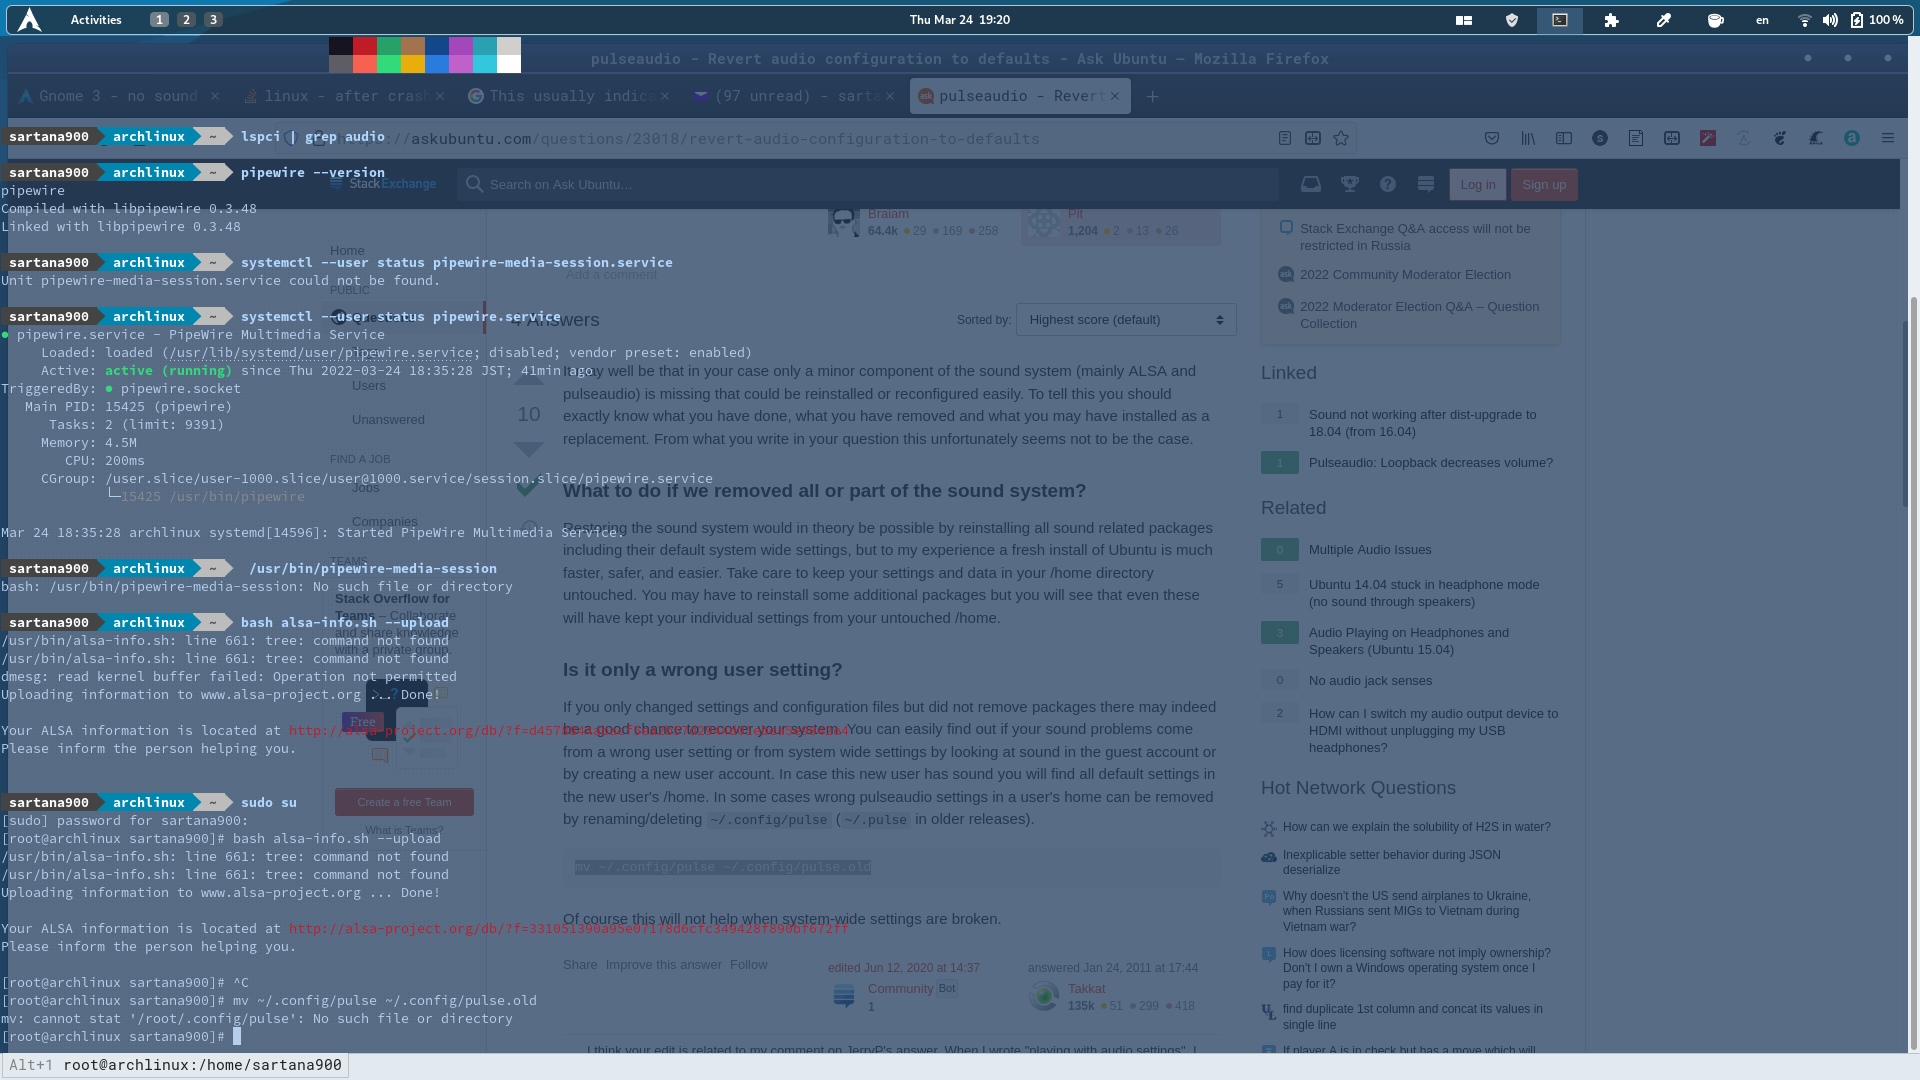 Activities 1 2 3 Thu Mar 24 19:20 en 100 %
pulseaudio - Revert audio configuration to defaults - Ask Ubuntu — Mozilla Firefox
Gnome 3 - no sound × linux - after crash × This usually indica × (97 unread) - sarta × pulseaudio - Revert × +
sartana900 archlinux ~ lspci | grep audio
askubuntu.com/questions/23018/revert-audio-configuration-to-defaults
sartana900 archlinux ~ pipewire --version
pipewire
Compiled with libpipewire 0.3.48
Linked with libpipewire 0.3.48
sartana900 archlinux ~ systemctl --user status pipewire-media-session.service
Unit pipewire-media-session.service could not be found.
sartana900 archlinux ~ systemctl --user status pipewire.service
● pipewire.service - PipeWire Multimedia Service
Loaded: loaded (/usr/lib/systemd/user/pipewire.service; disabled; vendor preset: enabled)
Active: active (running) since Thu 2022-03-24 18:35:28 JST; 41min ago
TriggeredBy: ● pipewire.socket
Main PID: 15425 (pipewire)
Tasks: 2 (limit: 9391)
Memory: 4.5M
CPU: 200ms
CGroup: /user.slice/user-1000.slice/user@1000.service/session.slice/pipewire.service
└─15425 /usr/bin/pipewire
Mar 24 18:35:28 archlinux systemd[14596]: Started PipeWire Multimedia Service.
sartana900 archlinux ~ /usr/bin/pipewire-media-session
bash: /usr/bin/pipewire-media-session: No such file or directory
sartana900 archlinux ~ bash alsa-info.sh --upload
/usr/bin/alsa-info.sh: line 661: tree: command not found
/usr/bin/alsa-info.sh: line 661: tree: command not found
dmesg: read kernel buffer failed: Operation not permitted
Uploading information to www.alsa-project.org ... Done!
Your ALSA information is located at
Please inform the person helping you.
sartana900 archlinux ~ sudo su
[sudo] password for sartana900:
[root@archlinux sartana900]# bash alsa-info.sh --upload
/usr/bin/alsa-info.sh: line 661: tree: command not found
/usr/bin/alsa-info.sh: line 661: tree: command not found
Uploading information to www.alsa-project.org ... Done!
Your ALSA information is located at http://alsa-project.org/db/?f=331051390a95e07178d6cfc349428f890bf672ff
Please inform the person helping you.
[root@archlinux sartana900]# ^C
[root@archlinux sartana900]# mv ~/.config/pulse ~/.config/pulse.old
mv: cannot stat '/root/.config/pulse': No such file or directory
[root@archlinux sartana900]#
Alt+1 root@archlinux:/home/sartana900
StackExchange
Search on Ask Ubuntu…
Log in
Sign up
Home
PUBLIC
Users
Unanswered
FIND A JOB
Jobs
Companies
TEAMS
Stack Overflow for
Teams – Collaborate
and share knowledge
with a private group.
Free
Create a free Team
What is Teams?
Braiam
64.4k 29 169 258
Pit
1,204 2 13 26
Add a comment
4 Answers
Sorted by: Highest score (default)
10
It may well be that in your case only a minor component of the sound system (mainly ALSA and
pulseaudio) is missing that could be reinstalled or reconfigured easily. To tell this you should
exactly know what you have done, what you have removed and what you may have installed as a
replacement. From what you write in your question this unfortunately seems not to be the case.
What to do if we removed all or part of the sound system?
Restoring the sound system would in theory be possible by reinstalling all sound related packages
including their default system wide settings, but to my experience a fresh install of Ubuntu is much
faster, safer, and easier. Take care to keep your settings and data in your /home directory
untouched. You may have to reinstall some additional packages but you will see that even these
will have kept your individual settings from your untouched /home.
Is it only a wrong user setting?
If you only changed settings and configuration files but did not remove packages there may indeed
be a good chance to recover your system. You can easily find out if your sound problems come
from a wrong user setting or from system wide settings by looking at sound in the guest account or
by creating a new user account. In case this new user has sound you will find all default settings in
the new user's /home. In some cases wrong pulseaudio settings in a user's home can be removed
by renaming/deleting ~/.config/pulse (~/.pulse in older releases).
mv ~/.config/pulse ~/.config/pulse.old
Of course this will not help when system-wide settings are broken.
Share Improve this answer Follow
edited Jun 12, 2020 at 14:37
Community Bot
1
answered Jan 24, 2011 at 17:44
Takkat
135k 51 299 418
I think your edit is related to my comment on JerryP's answer. When I wrote "playing with audio settings", I
Stack Exchange Q&A access will not be
restricted in Russia
2022 Community Moderator Election
2022 Moderator Election Q&A – Question
Collection
Linked
1 Sound not working after dist-upgrade to
18.04 (from 16.04)
1 Pulseaudio: Loopback decreases volume?
Related
0 Multiple Audio Issues
5 Ubuntu 14.04 stuck in headphone mode
(no sound through speakers)
3 Audio Playing on Headphones and
Speakers (Ubuntu 15.04)
0 No audio jack senses
2 How can I switch my audio output device to
HDMI without unplugging my USB
headphones?
Hot Network Questions
How can we explain the solubility of H2S in water?
Inexplicable setter behavior during JSON
deserialize
Why doesn't the US send airplanes to Ukraine,
when Russians sent MIGs to Vietnam during
Vietnam war?
How does licensing software not imply ownership?
Don't I own a Windows operating system once I
pay for it?
find duplicate 1st column and concat its values in
single line
If player A is in check but has a move which will